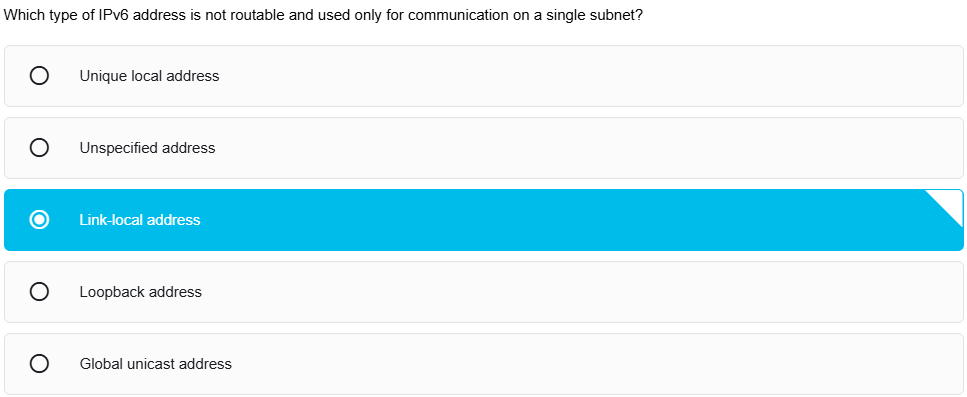 Which type of IPv6 address is not routable and used only for communication on a single subnet?
Unique local address
Unspecified address
Link-local address
Loopback address
Global unicast address